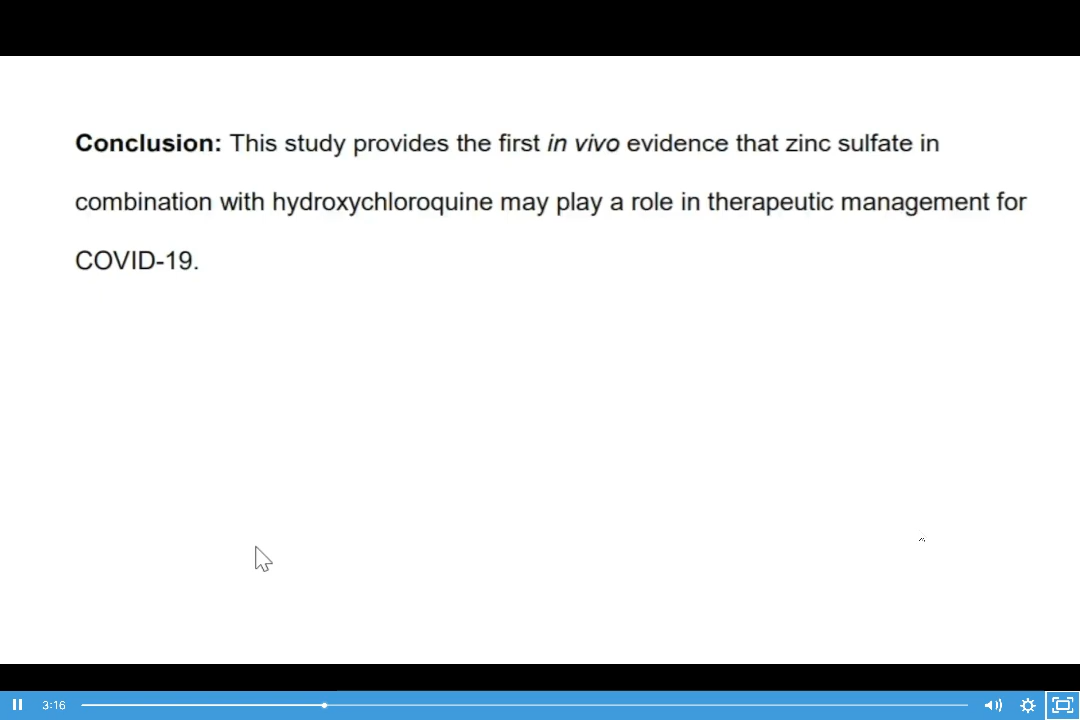 Conclusion: This study provides the first in vivo evidence that zinc sulfate in
combination with hydroxychloroquine may play a role in therapeutic management for
COVID-19.
3:16